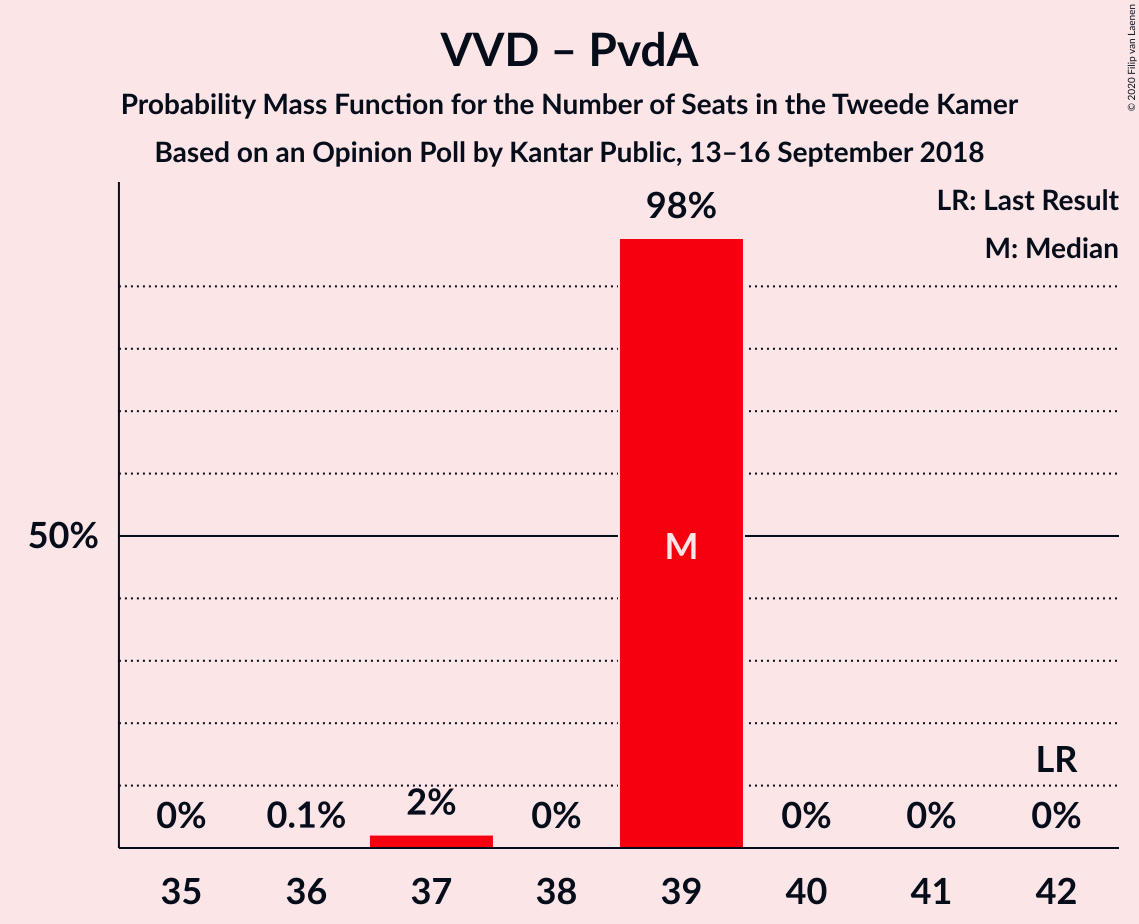 VVD – PvdA
Probability Mass Function for the Number of Seats in the Tweede Kamer
Based on an Opinion Poll by Kantar Public, 13–16 September 2018
© 2020 Filip van Laenen
LR: Last Result
M: Median
98%
50%
M
LR
0% 0.1% 2% 0% 0% 0% 0%
35 36 37 38 39 40 41 42